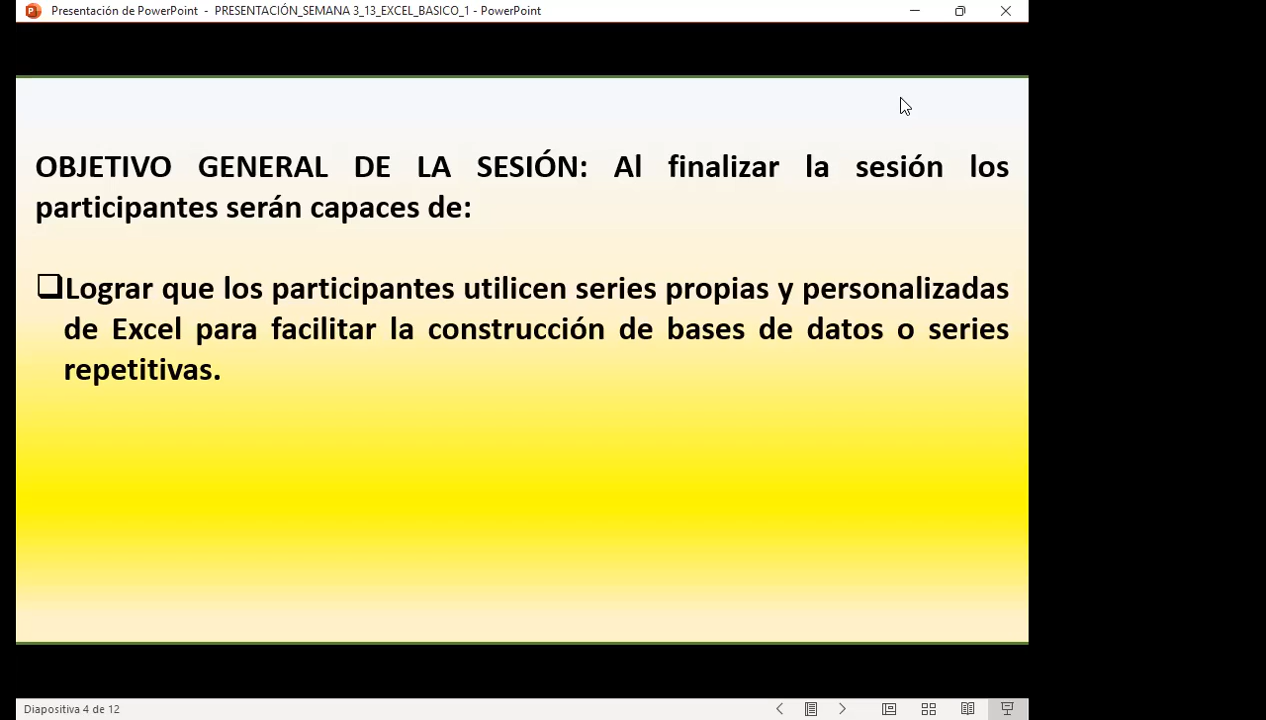 Presentación de PowerPoint - PRESENTACIÓN_SEMANA 3_13_EXCEL_BASICO_1 - PowerPoint
OBJETIVO GENERAL DE LA SESIÓN: Al finalizar la sesión los
participantes serán capaces de:
Lograr que los participantes utilicen series propias y personalizadas
de Excel para facilitar la construcción de bases de datos o series
repetitivas.
Diapositiva 4 de 12